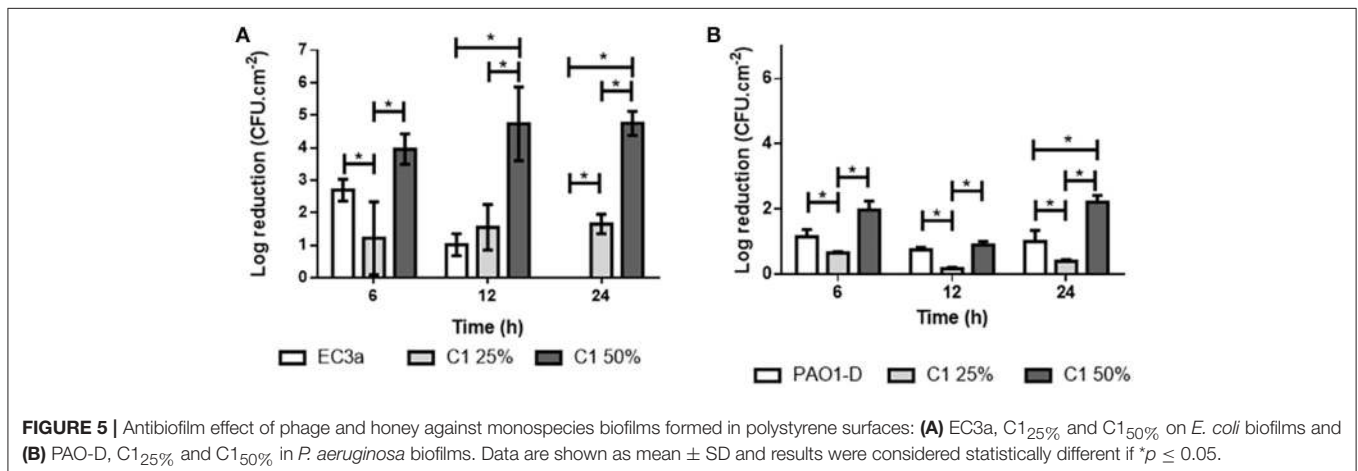 A
Log reduction (CFU.cm-2)
7
6
5
4
3
2
1
0
* * * * * * *
6 12 24
Time (h)
EC3a C1 25% C1 50%
B
Log reduction (CFU.cm-2)
6
4
2
0
* * * * * * *
6 12 24
Time (h)
PAO1-D C1 25% C1 50%
FIGURE 5 | Antibiofilm effect of phage and honey against monospecies biofilms formed in polystyrene surfaces: (A) EC3a, C125% and C150% on E. coli biofilms and
(B) PAO-D, C125% and C150% in P. aeruginosa biofilms. Data are shown as mean ± SD and results were considered statistically different if *p ≤ 0.05.